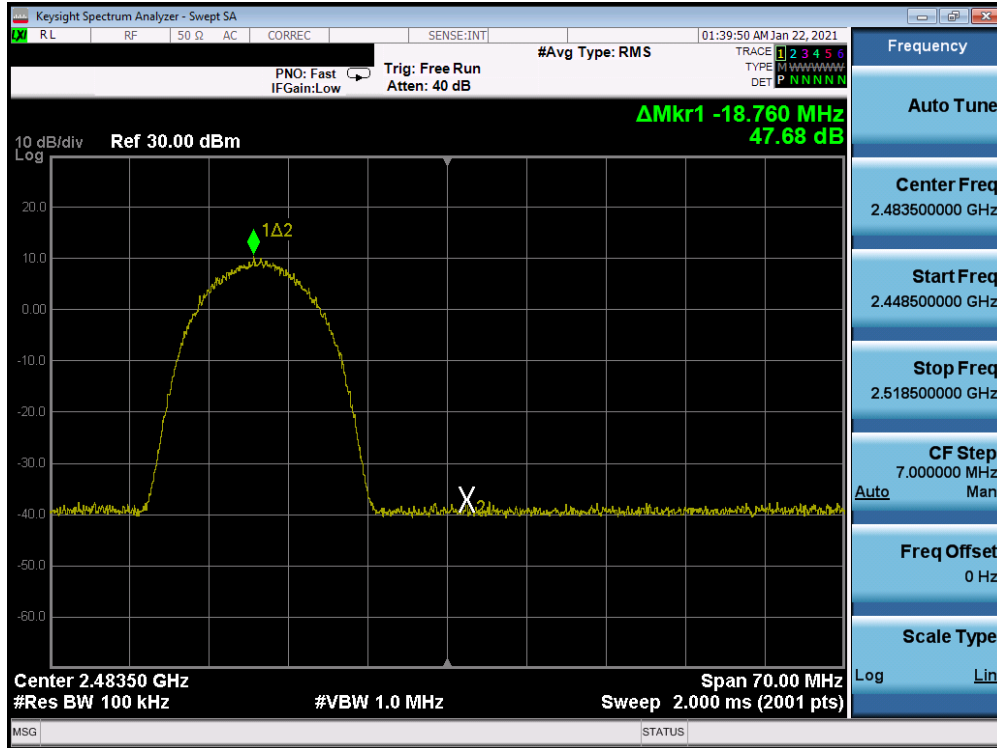 Keysight Spectrum Analyzer - Swept SA
LXI RL RF 50 Ω AC CORREC SENSE:INT 01:39:50 AM Jan 22, 2021
#Avg Type: RMS
TRACE 1 2 3 4 5 6
TYPE M W W W W W
DET P N N N N N
PNO: Fast
IFGain:Low
Trig: Free Run
Atten: 40 dB
ΔMkr1 -18.760 MHz
47.68 dB
10 dB/div
Log
Ref 30.00 dBm
20.0
10.0
0.00
-10.0
-20.0
-30.0
-40.0
-50.0
-60.0
1Δ2
X2
Center 2.48350 GHz
#Res BW 100 kHz
#VBW 1.0 MHz
Span 70.00 MHz
Sweep 2.000 ms (2001 pts)
MSG
STATUS
Frequency
Auto Tune
Center Freq
2.483500000 GHz
Start Freq
2.448500000 GHz
Stop Freq
2.518500000 GHz
CF Step
7.000000 MHz
Auto Man
Freq Offset
0 Hz
Scale Type
Log Lin